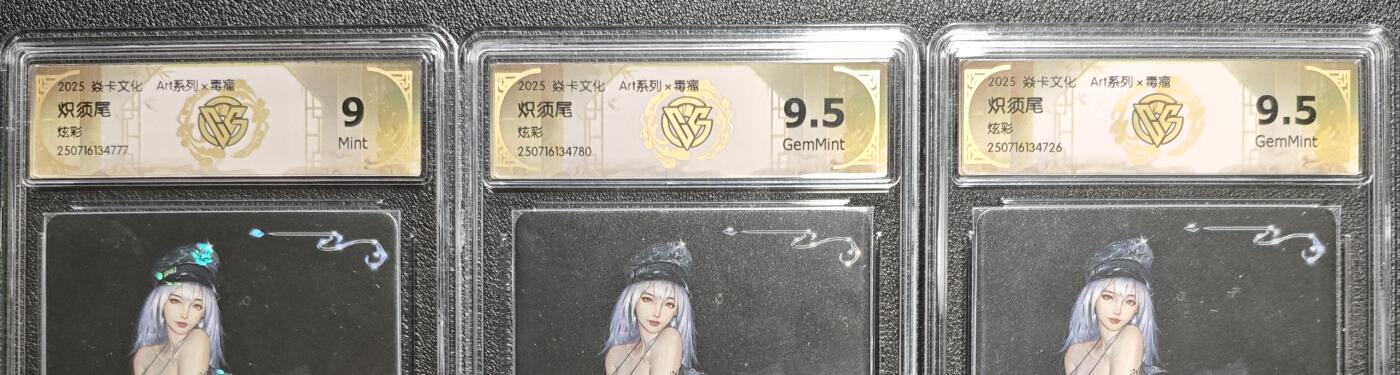 2025 焱卡文化 Art系列×毒瘤
炽须尾
炫彩
250716134777
9
Mint
2025 焱卡文化 Art系列×毒瘤
炽须尾
炫彩
250716134780
9.5
GemMint
2025 焱卡文化 Art系列×毒瘤
炽须尾
炫彩
250716134726
9.5
GemMint